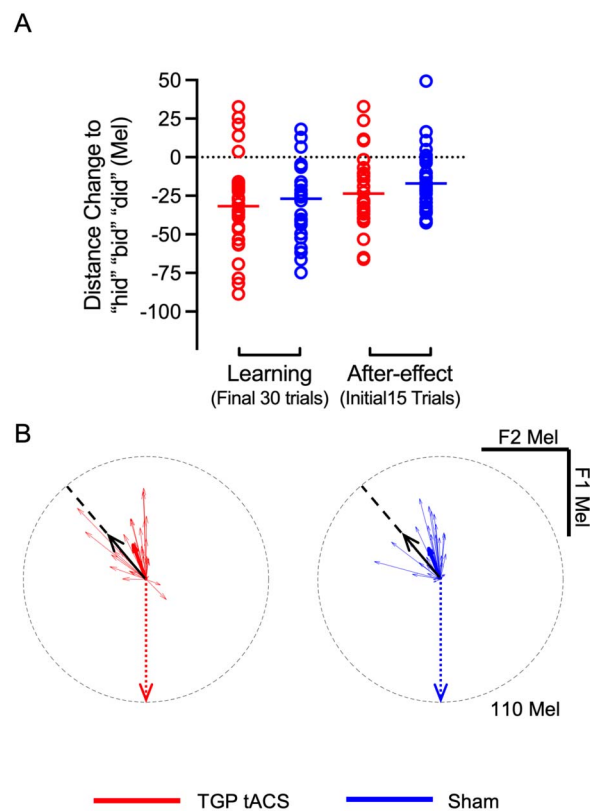 A
Distance Change to
“hid” “bid” “did” (Mel)
50
25
0
-25
-50
-75
-100
Learning
(Final 30 trials)
After-effect
(Initial15 Trials)
B
F2 Mel
F1 Mel
110 Mel
TGP tACS
Sham